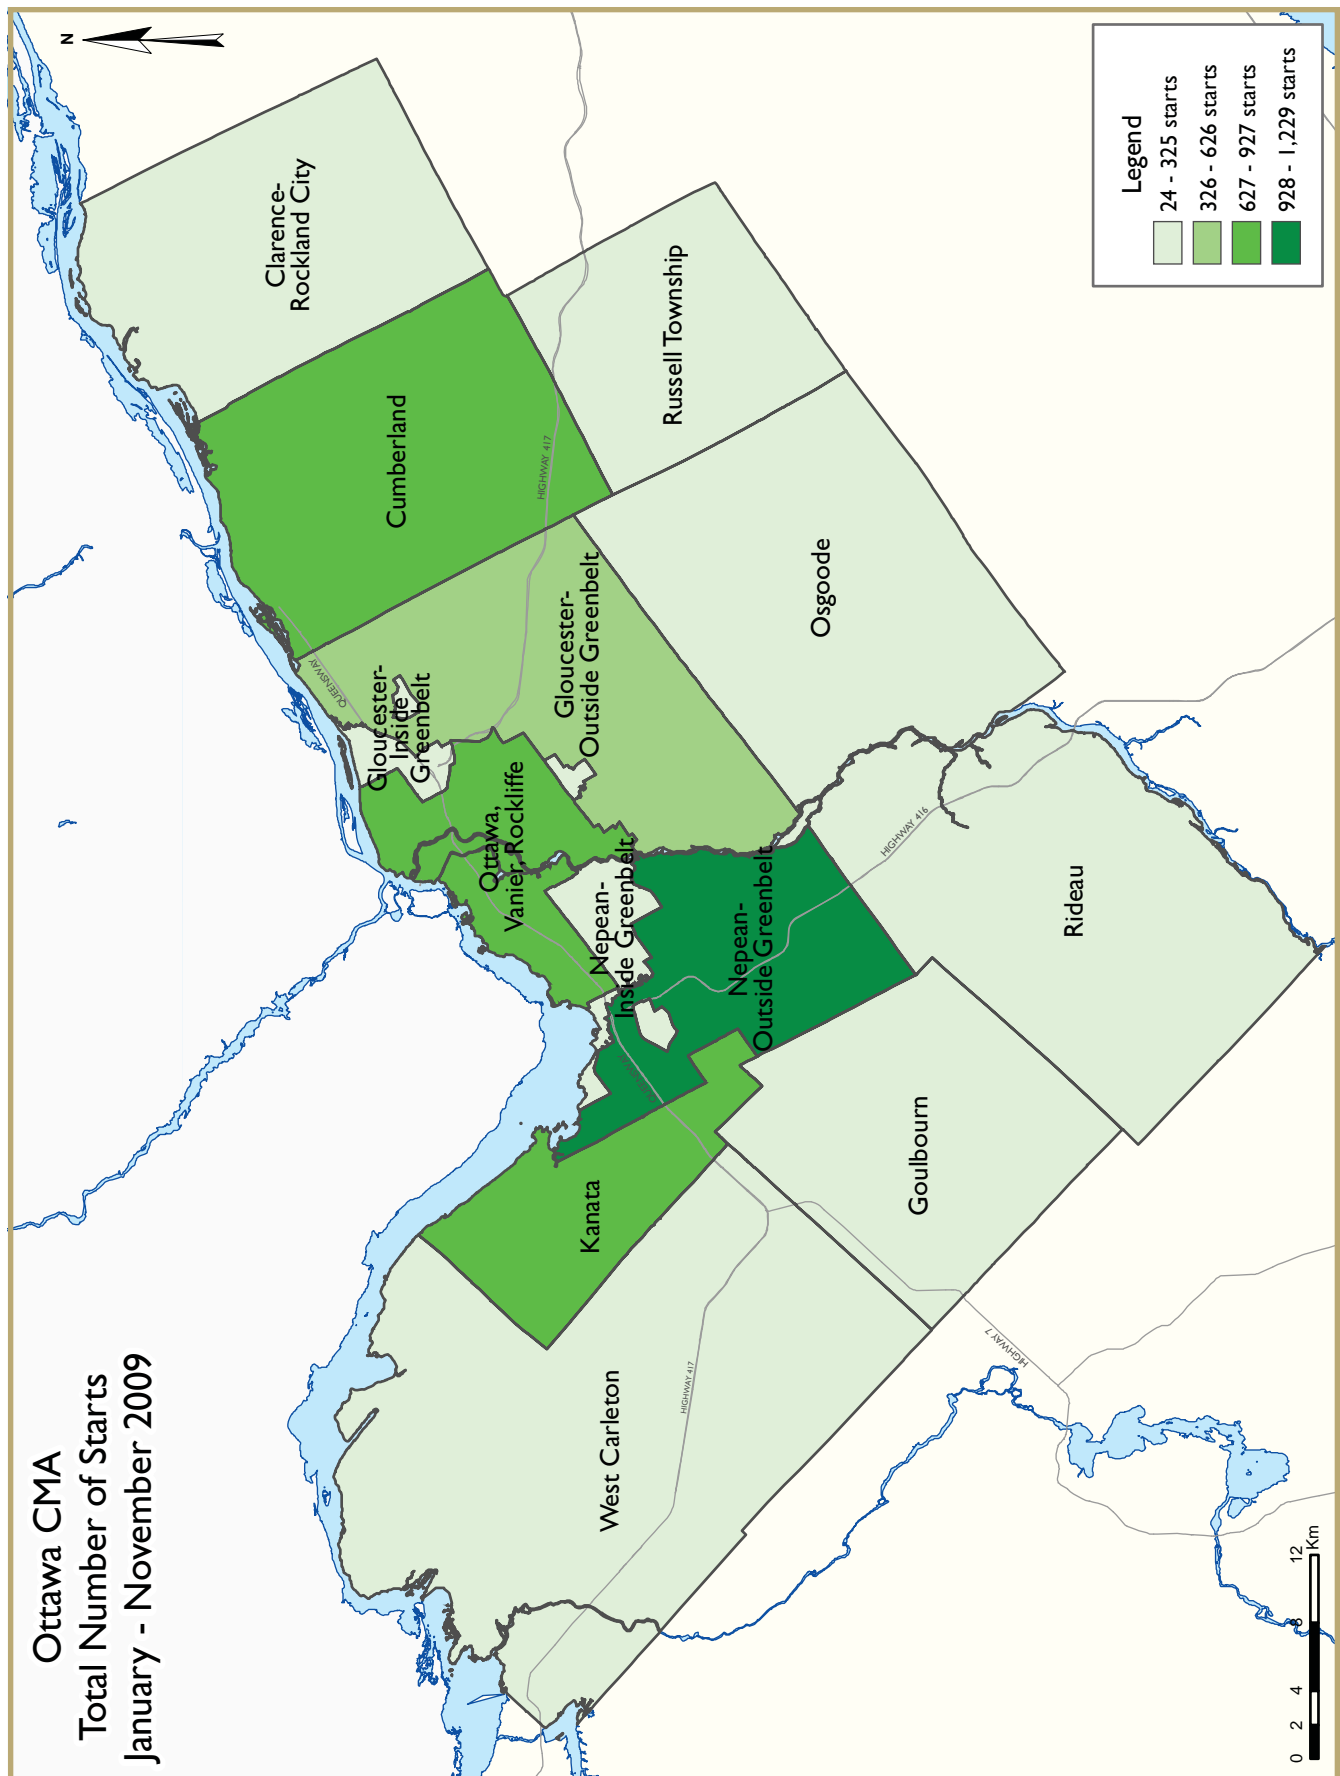 Ottawa CMA
Total Number of Starts
January - November 2009
N
Clarence-
Rockland City
Cumberland
Russell Township
HIGHWAY 417
QUEENSWAY
Gloucester-
Inside
Greenbelt
Gloucester-
Outside Greenbelt
Osgoode
Ottawa,
Vanier, Rockliffe
Nepean-
Inside Greenbelt
Nepean-
Outside Greenbelt
QUEENSWAY
HIGHWAY 416
Rideau
Kanata
Goulbourn
West Carleton
HIGHWAY 417
HIGHWAY 7
Legend
24 - 325 starts
326 - 626 starts
627 - 927 starts
928 - 1,229 starts
0 2 4 8 12
Km